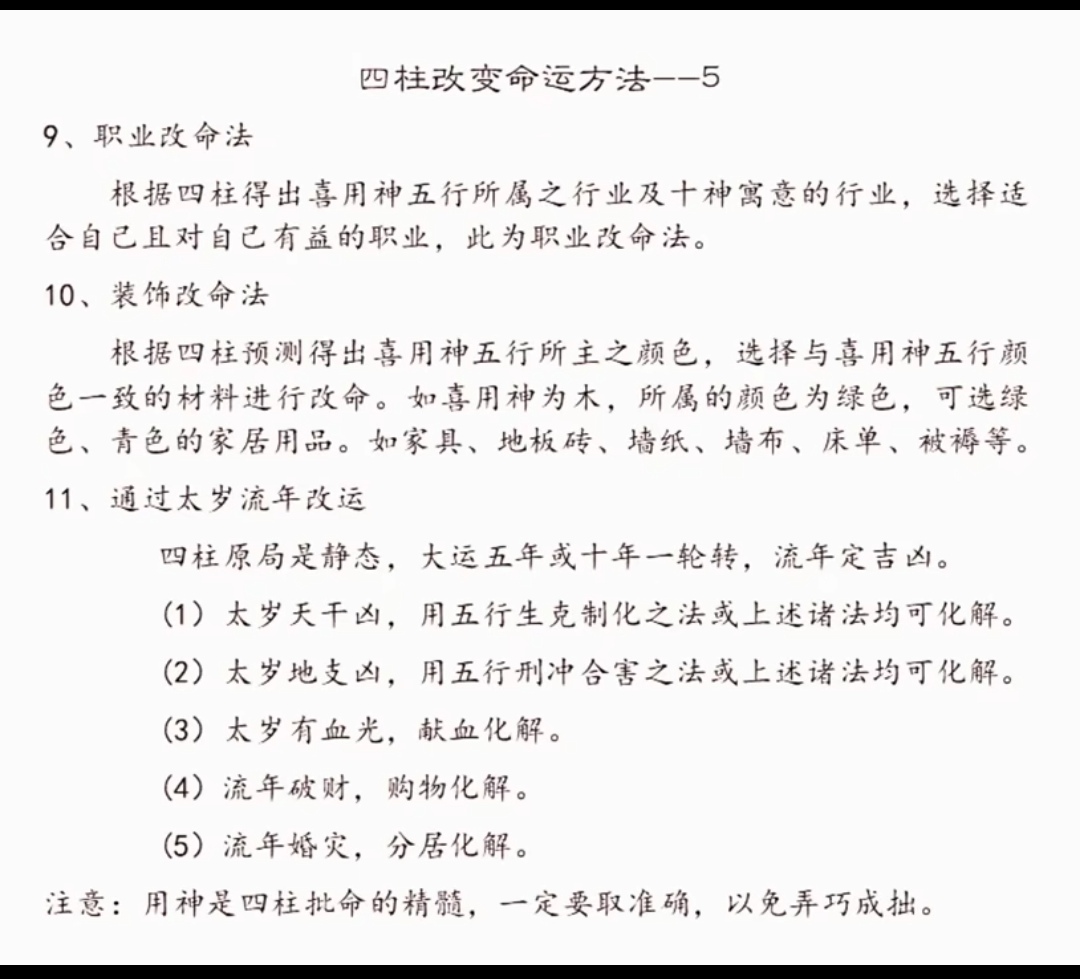 四柱改变命运方法——5
9、职业改命法
根据四柱得出喜用神五行所属之行业及十神寓意的行业，选择适
合自己且对自己有益的职业，此为职业改命法。
10、装饰改命法
根据四柱预测得出喜用神五行所主之颜色，选择与喜用神五行颜
色一致的材料进行改命。如喜用神为木，所属的颜色为绿色，可选绿
色、青色的家居用品。如家具、地板砖、墙纸、墙布、床单、被褥等。
11、通过太岁流年改运
四柱原局是静态，大运五年或十年一轮转，流年定吉凶。
（1）太岁天干凶，用五行生克制化之法或上述诸法均可化解。
（2）太岁地支凶，用五行刑冲合害之法或上述诸法均可化解。
（3）太岁有血光，献血化解。
（4）流年破财，购物化解。
（5）流年婚灾，分居化解。
注意：用神是四柱批命的精髓，一定要取准确，以免弄巧成拙。